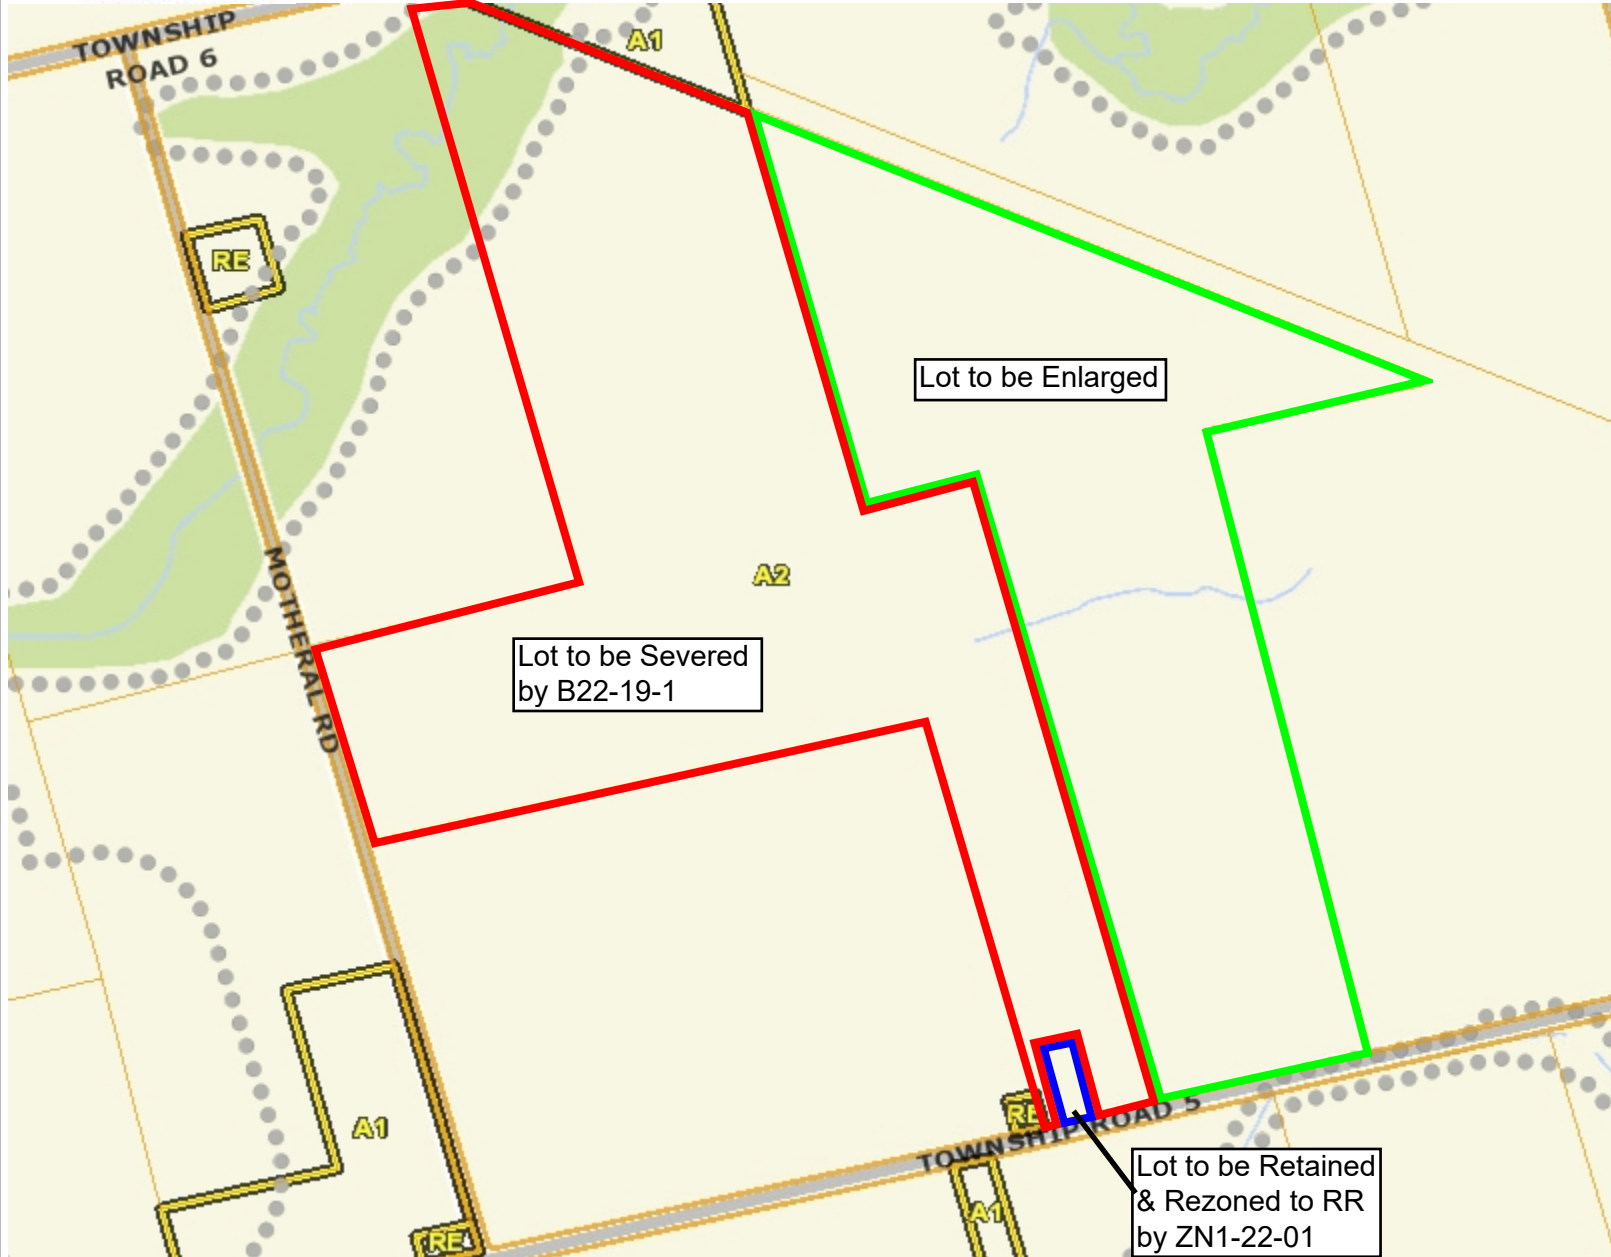 TOWNSHIP
ROAD 6
A1
RE
Lot to be Enlarged
A2
MOTHERAL RD
Lot to be Severed
by B22-19-1
RE
TOWNSHIP ROAD 5
A1
Lot to be Retained
& Rezoned to RR
by ZN1-22-01
A1
RE